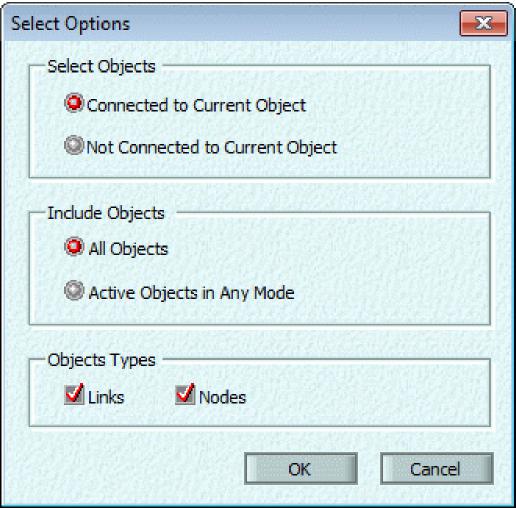 Select Options
Select Objects
Connected to Current Object
Not Connected to Current Object
Include Objects
All Objects
Active Objects in Any Mode
Objects Types
Links Nodes
OK Cancel